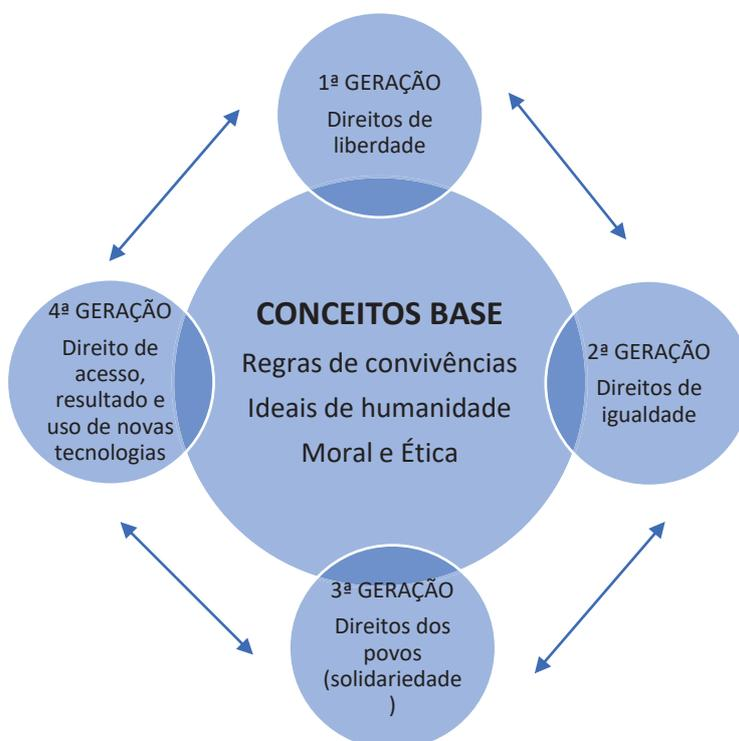 1ª GERAÇÃO
Direitos de
liberdade
4ª GERAÇÃO
Direito de
acesso,
resultado e
uso de novas
tecnologias
CONCEITOS BASE
Regras de convivências
Ideais de humanidade
Moral e Ética
2ª GERAÇÃO
Direitos de
igualdade
3ª GERAÇÃO
Direitos dos
povos
(solidariedade
)